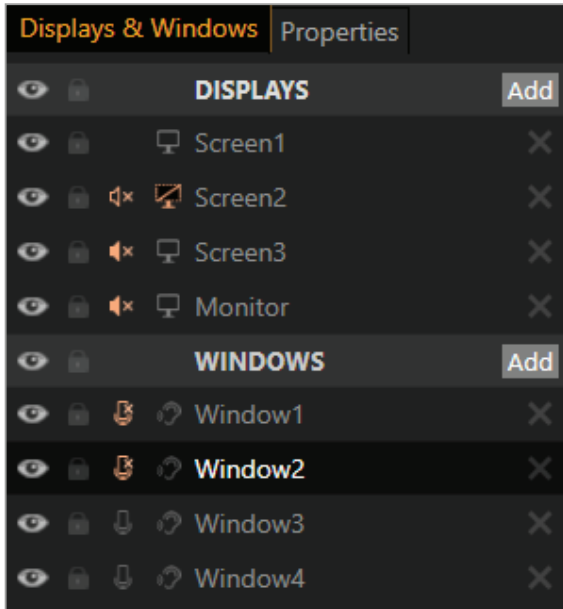 Displays & Windows Properties
DISPLAYS Add
Screen1
Screen2
Screen3
Monitor
WINDOWS Add
Window1
Window2
Window3
Window4